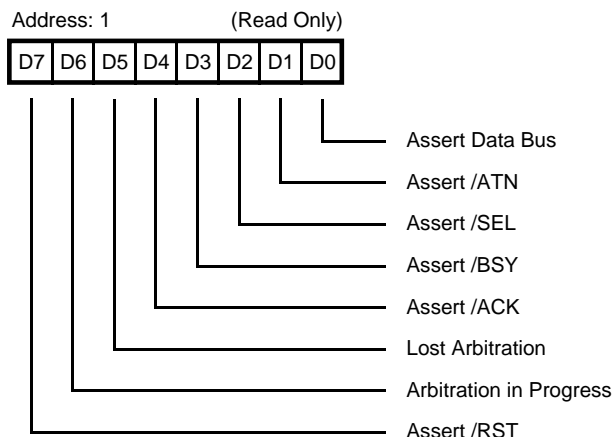 Address: 1 (Read Only)
D7 D6 D5 D4 D3 D2 D1 D0
Assert Data Bus
Assert /ATN
Assert /SEL
Assert /BSY
Assert /ACK
Lost Arbitration
Arbitration in Progress
Assert /RST